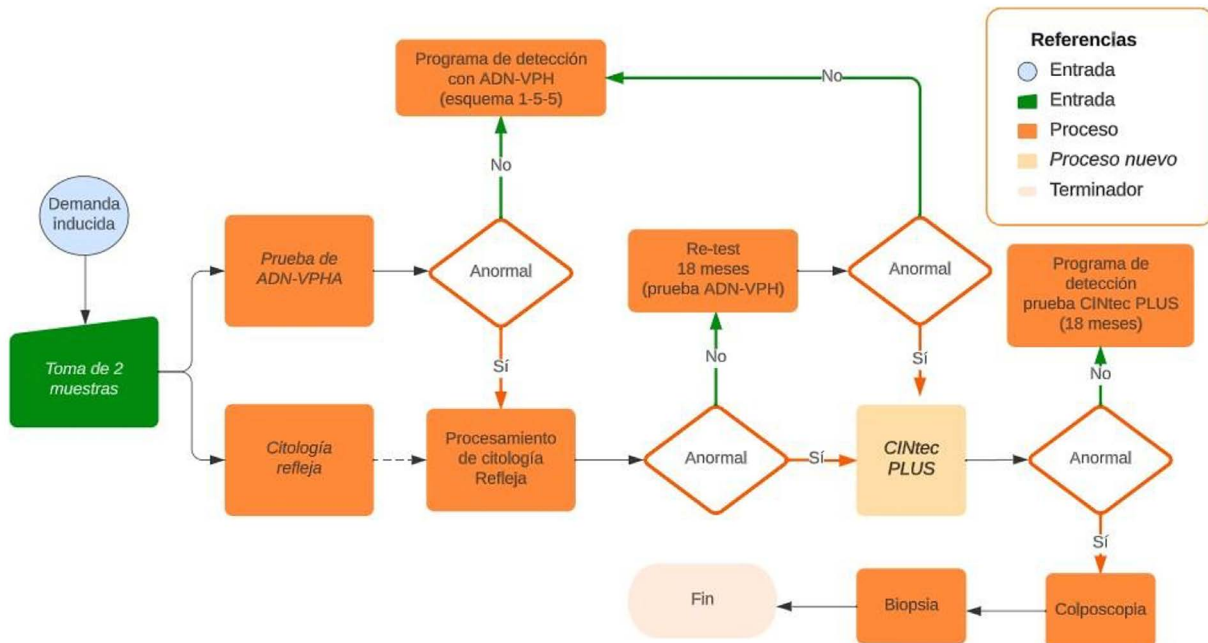 Programa de detección
con ADN-VPH
(esquema 1-5-5)
No
Referencias
Entrada
Entrada
Proceso
Proceso nuevo
Terminador
No
Demanda
inducida
Prueba de
ADN-VPHA
Anormal
Re-test
18 meses
(prueba ADN-VPH)
Anormal
Programa de
detección
prueba CINtec PLUS
(18 meses)
Toma de 2
muestras
Sí
No
Sí
No
Citología
refleja
Procesamiento
de citología
Refleja
Anormal
Sí
CINtec
PLUS
Anormal
Sí
Fin
Biopsia
Colposcopia